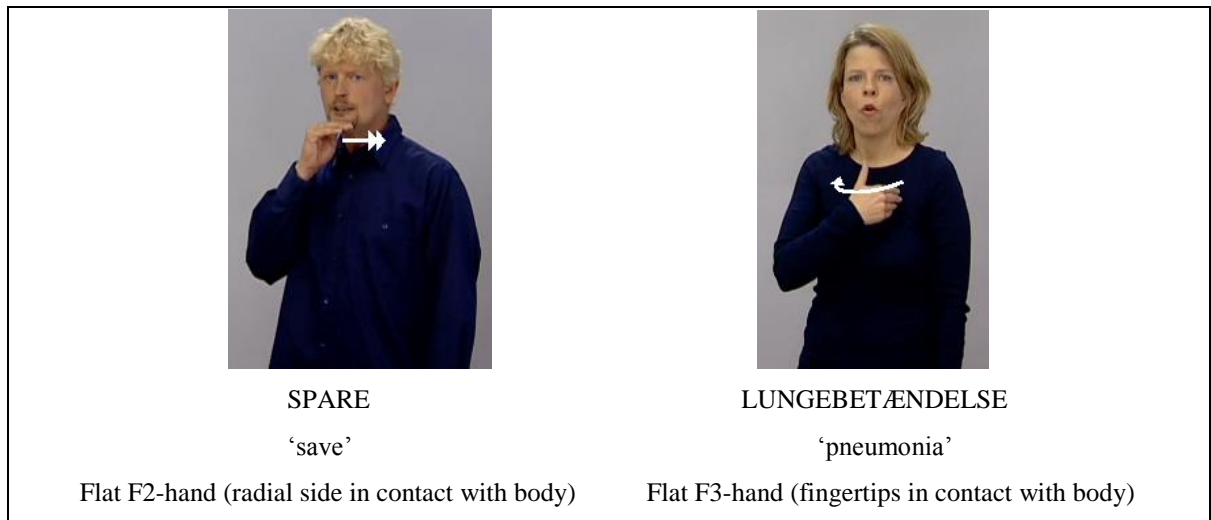 SPARE
LUNGEBETÆNDELSE
‘save’
‘pneumonia’
Flat F2-hand (radial side in contact with body)
Flat F3-hand (fingertips in contact with body)